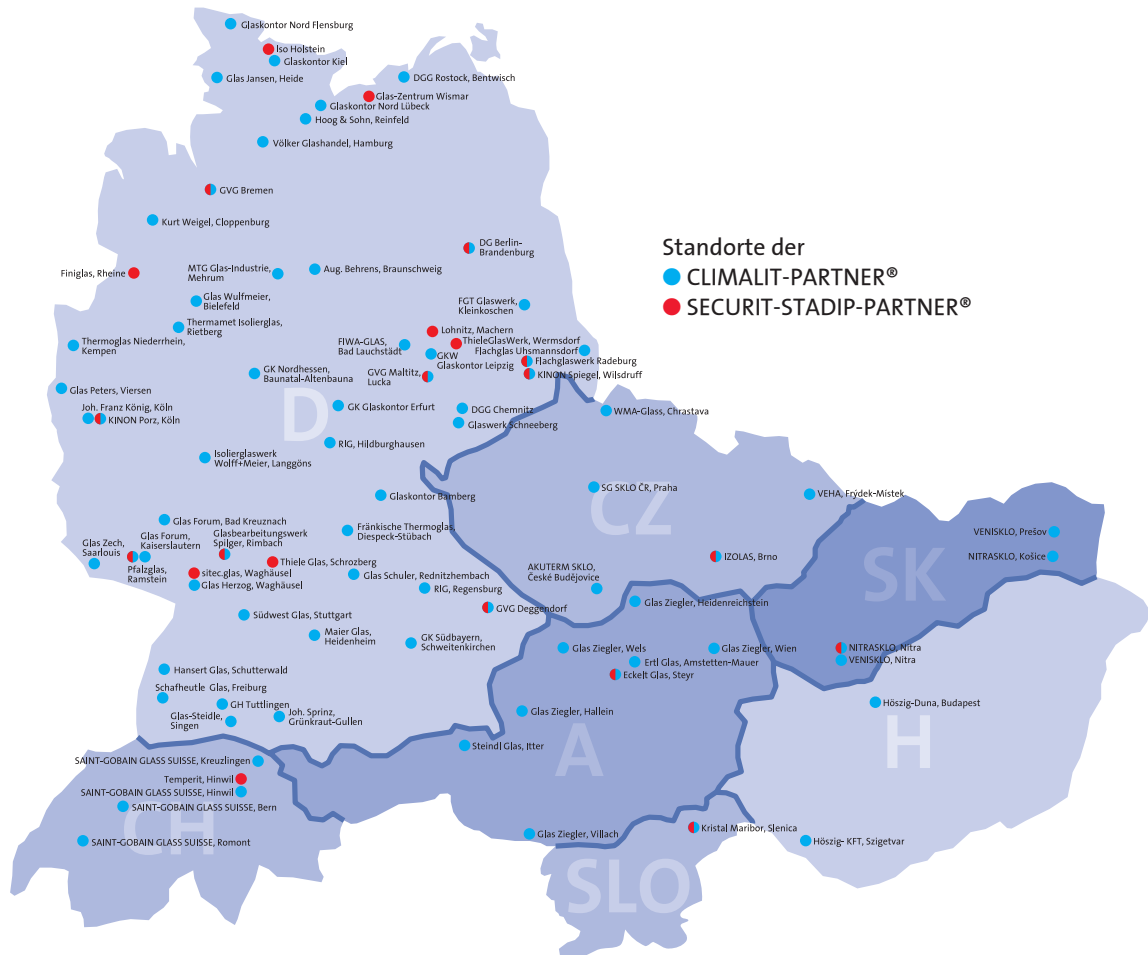 Glaskontor Nord Flensburg
Iso Holstein
Glaskontor Kiel
Glas Jansen, Heide
DGG Rostock, Bentwisch
Glas-Zentrum Wismar
Glaskontor Nord Lübeck
Hoog & Sohn, Reinfeld
Völker Glashandel, Hamburg
GVG Bremen
Kurt Weigel, Cloppenburg
DG Berlin-
Brandenburg
Standorte der
CLIMALIT-PARTNER®
SECURIT-STADIP-PARTNER®
Finiglas, Rheine
MTG Glas-Industrie,
Mehrum
Aug. Behrens, Braunschweig
Glas Wulfmeier,
Bielefeld
FGT Glaswerk,
Kleinkoschen
Thermamet Isolierglas,
Rietberg
Thermoglas Niederrhein,
Kempen
Lohnitz, Machern
ThieleGlasWerk, Wermsdorf
FIWA-GLAS,
Bad Lauchstädt
Flachglas Uhsmannsdorf
GKW
Glaskontor Leipzig
Flachglaswerk Radeburg
GK Nordhessen,
Baunatal-Altenbauna
GVG Maltitz,
Lucka
KINON Spiegel, Wilsdruff
Glas Peters, Viersen
Joh. Franz König, Köln
KINON Porz, Köln
D
GK Glaskontor Erfurt
DGG Chemnitz
Glaswerk Schneeberg
WMA-Glass, Chrastava
RIG, Hildburghausen
Isolierglaswerk
Wolff+Meier, Langgöns
SG SKLO ČR, Praha
VEHA, Frýdek-Místek
CZ
Glaskontor Bamberg
Glas Forum, Bad Kreuznach
Fränkische Thermoglas,
Diespeck-Stübach
Glas Zech,
Saarlouis
Glas Forum,
Kaiserslautern
Glasbearbeitungswerk
Spilger, Rimbach
Pfalzglas,
Ramstein
Thiele Glas, Schrozberg
sitec.glas, Waghäusel
Glas Herzog, Waghäusel
Glas Schuler, Rednitzhembach
RIG, Regensburg
IZOLAS, Brno
AKUTERM SKLO,
České Budějovice
VENISKLO, Prešov
NITRASKLO, Košice
SK
Glas Ziegler, Heidenreichstein
GVG Deggendorf
Südwest Glas, Stuttgart
Maier Glas,
Heidenheim
GK Südbayern,
Schweitenkirchen
Glas Ziegler, Wels
Glas Ziegler, Wien
Ertl Glas, Amstetten-Mauer
Eckelt Glas, Steyr
NITRASKLO, Nitra
VENISKLO, Nitra
Hansert Glas, Schutterwald
Schafheutle Glas, Freiburg
GH Tuttlingen
Glas-Steidle,
Singen
Joh. Sprinz,
Grünkraut-Gullen
Glas Ziegler, Hallein
Höszig-Duna, Budapest
H
A
Steindl Glas, Itter
SAINT-GOBAIN GLASS SUISSE, Kreuzlingen
Temperit, Hinwil
SAINT-GOBAIN GLASS SUISSE, Hinwil
SAINT-GOBAIN GLASS SUISSE, Bern
CH
SAINT-GOBAIN GLASS SUISSE, Romont
Glas Ziegler, Villach
Kristal Maribor, Slenica
Höszig- KFT, Szigetvar
SLO